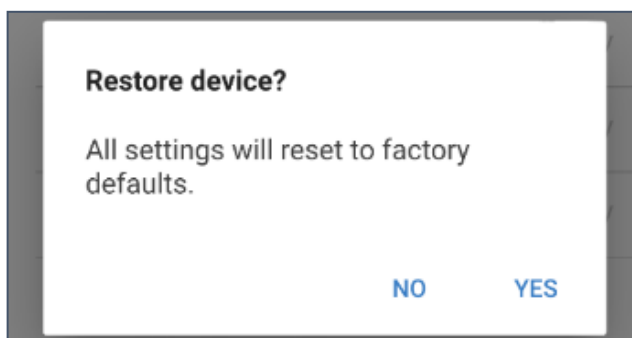 Restore device?
All settings will reset to factory
defaults.
NO YES